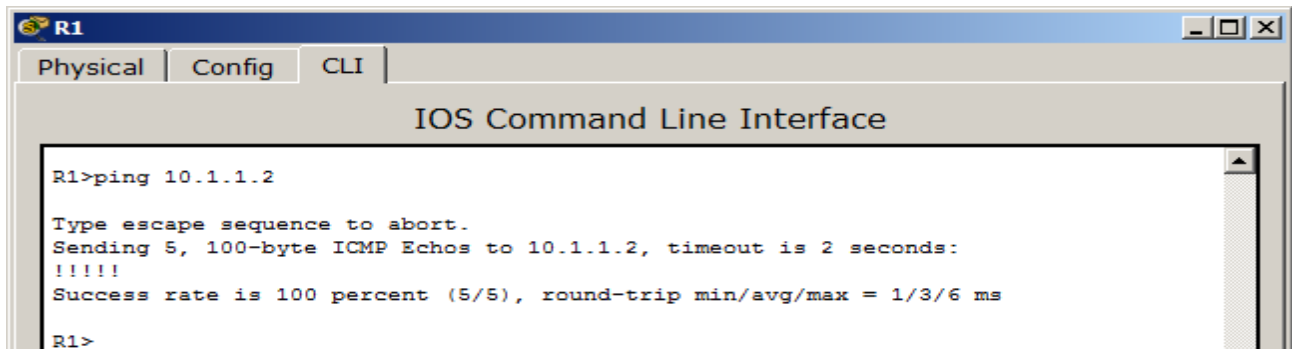 R1
Physical Config CLI
IOS Command Line Interface
R1>ping 10.1.1.2
Type escape sequence to abort.
Sending 5, 100-byte ICMP Echos to 10.1.1.2, timeout is 2 seconds:
!!!!!
Success rate is 100 percent (5/5), round-trip min/avg/max = 1/3/6 ms
R1>